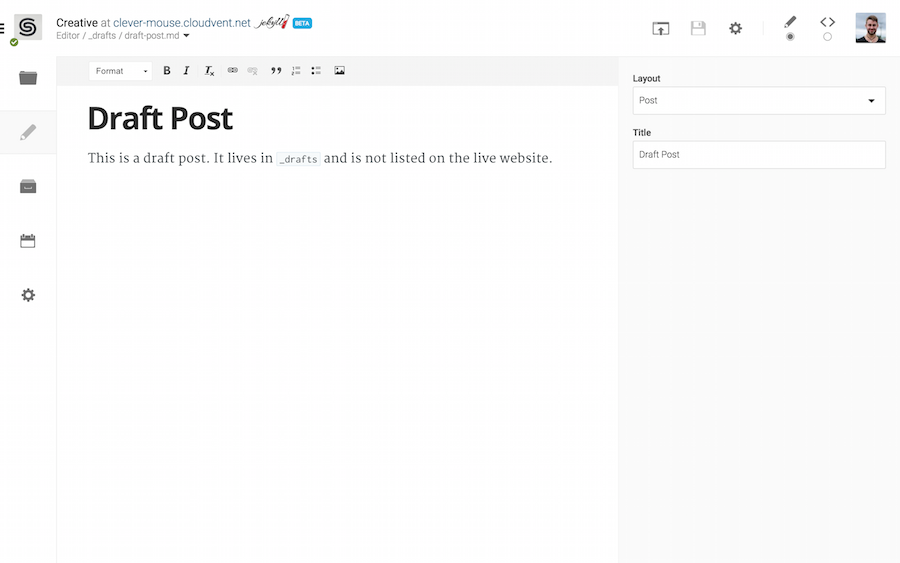 Creative at clever-mouse.cloudvent.net jekyll BETA
Editor / _drafts / draft-post.md
Format B I Tx
Draft Post
This is a draft post. It lives in _drafts and is not listed on the live website.
Layout
Post
Title
Draft Post